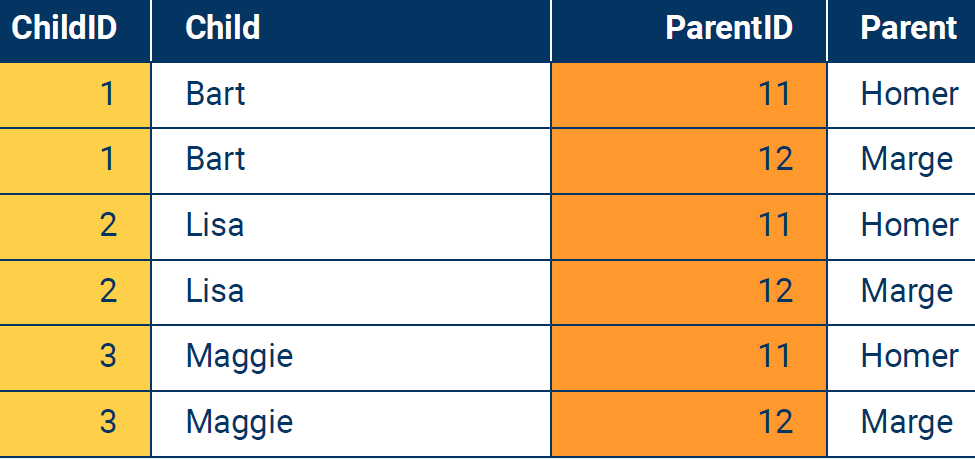 ChildID Child ParentID Parent
1 Bart 11 Homer
1 Bart 12 Marge
2 Lisa 11 Homer
2 Lisa 12 Marge
3 Maggie 11 Homer
3 Maggie 12 Marge